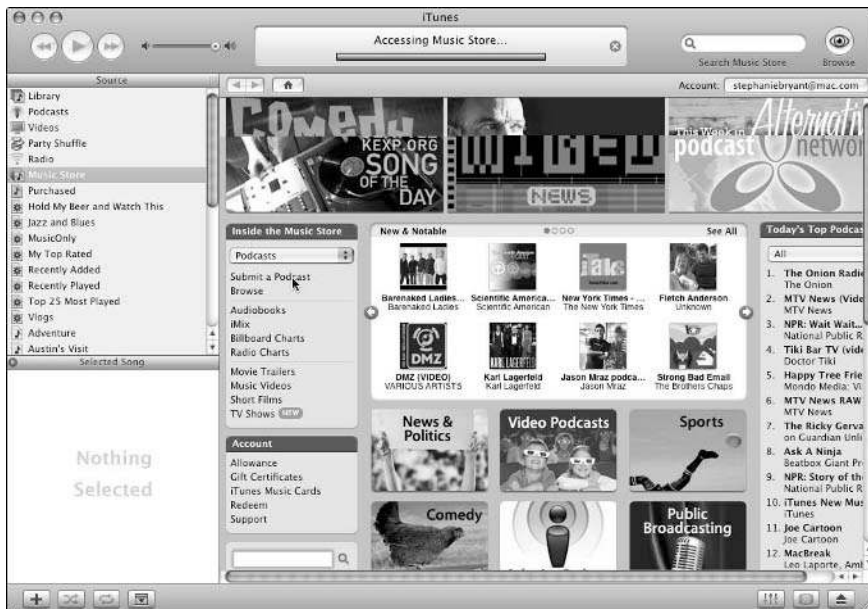 iTunes
Accessing Music Store...
Search Music Store
Browse
Source
Library
Podcasts
Videos
Party Shuffle
Radio
Music Store
Purchased
Hold My Beer and Watch This
Jazz and Blues
MusicOnly
My Top Rated
Recently Added
Recently Played
Top 25 Most Played
Vlogs
Adventure
Austin's Visit
Selected Song
Nothing
Selected
Account: stephaniebryant@mac.com
Comedy
KEXP.ORG
SONG
OF THE
DAY
WIRED
NEWS
This Week in
podcast
Alternati
networ
Inside the Music Store
Podcasts
Submit a Podcast
Browse
Audiobooks
iMix
Billboard Charts
Radio Charts
Movie Trailers
Music Videos
Short Films
TV Shows NEW
Account
Allowance
Gift Certificates
iTunes Music Cards
Redeem
Support
New & Notable
See All
Barenaked Ladies...
Barenaked Ladies
Scientific America...
Scientific American
New York Times - ...
The New York Times
Fletch Anderson
Unknown
DMZ
DMZ (VIDEO)
VARIOUS ARTISTS
KARL LAGERFELD
Karl Lagerfeld
Karl Lagerfeld
Jason Mraz podca...
Jason Mraz
Strong Bad Email
The Brothers Chaps
News &
Politics
Video Podcasts
Sports
Comedy
Public
Broadcasting
Today's Top Podcas
All
1. The Onion Radio
The Onion
2. MTV News (Vide
MTV News
3. NPR: Wait Wait...
National Public R
4. Tiki Bar TV (vide
Doctor Tiki
5. Happy Tree Frie
Mondo Media: Vi
6. MTV News RAW
MTV News
7. The Ricky Gerva
on Guardian Unli
8. Ask A Ninja
Beatbox Giant Pr
9. NPR: Story of th
National Public R
10. iTunes New Mus
iTunes
11. Joe Cartoon
Joe Cartoon
12. MacBreak
Leo Laporte, Amb